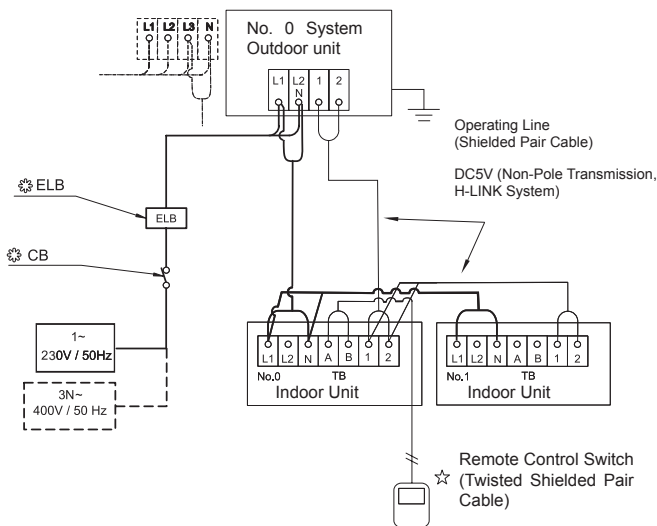 L1 L2 L3 N
No. 0 System
Outdoor unit
L1 L2 N 1 2
Operating Line
(Shielded Pair Cable)
DC5V (Non-Pole Transmission,
H-LINK System)
ELB
ELB
CB
1~
230V / 50Hz
3N~
400V / 50 Hz
L1 L2 N A B 1 2
No.0 TB
Indoor Unit
L1 L2 N A B 1 2
No.1 TB
Indoor Unit
Remote Control Switch
(Twisted Shielded Pair
Cable)